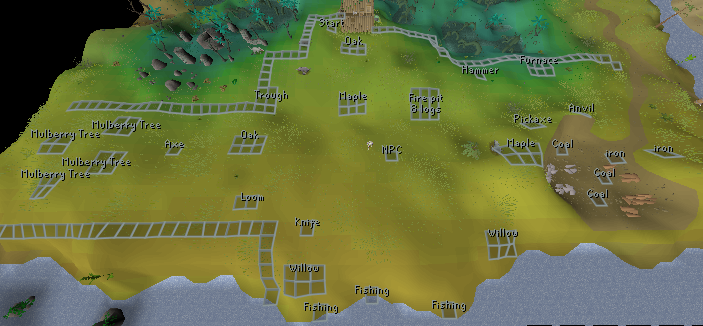 Start
Oak
Furnace
Hammer
Trough
Maple
Fire pit
8 logs
Anvil
Pickaxe
Mulberry Tree
Mulberry Tree
Axe
Oak
NPC
Maple
Coal
iron
iron
Mulberry Tree
Mulberry Tree
Coal
Coal
Loom
Knife
Willow
Willow
Fishing
Fishing
Fishing